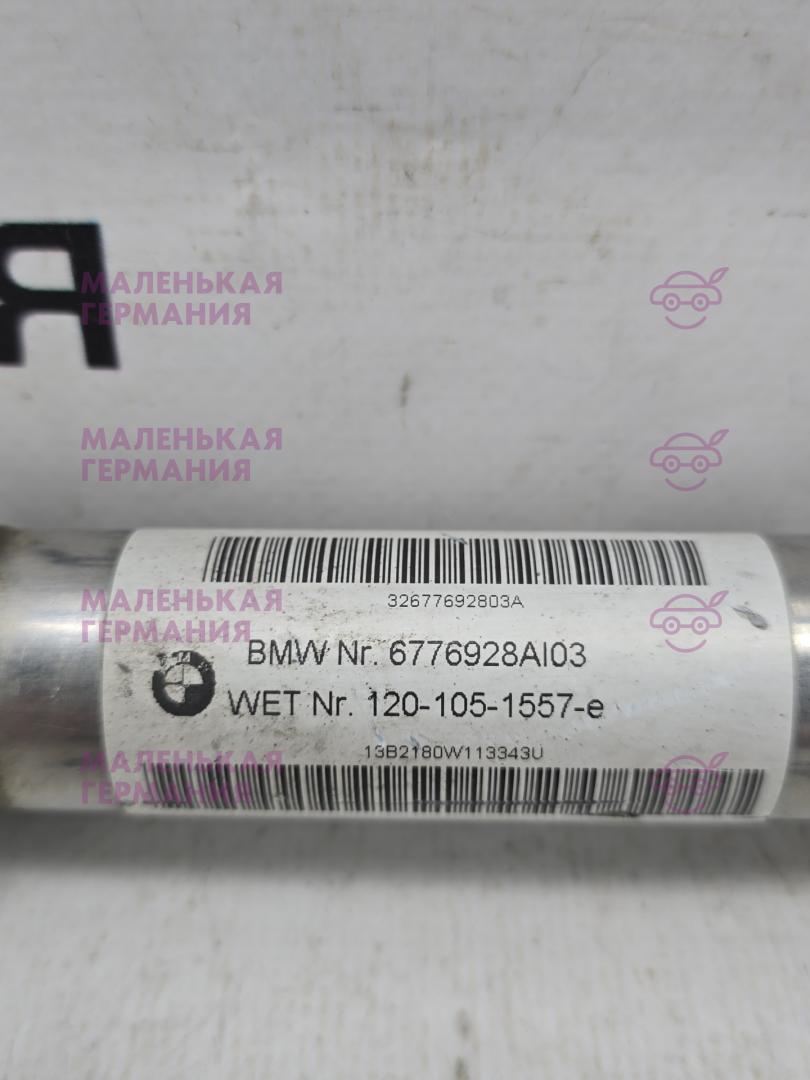 Я
МАЛЕНЬКАЯ
ГЕРМАНИЯ
МАЛЕНЬКАЯ
ГЕРМАНИЯ
32677692803A
МАЛЕНЬКАЯ
ГЕРМАНИЯ
BMW Nr. 6776928AI03
WET Nr. 120-105-1557-e
13B2180W113343U
МАЛЕНЬКАЯ
ГЕРМАНИЯ